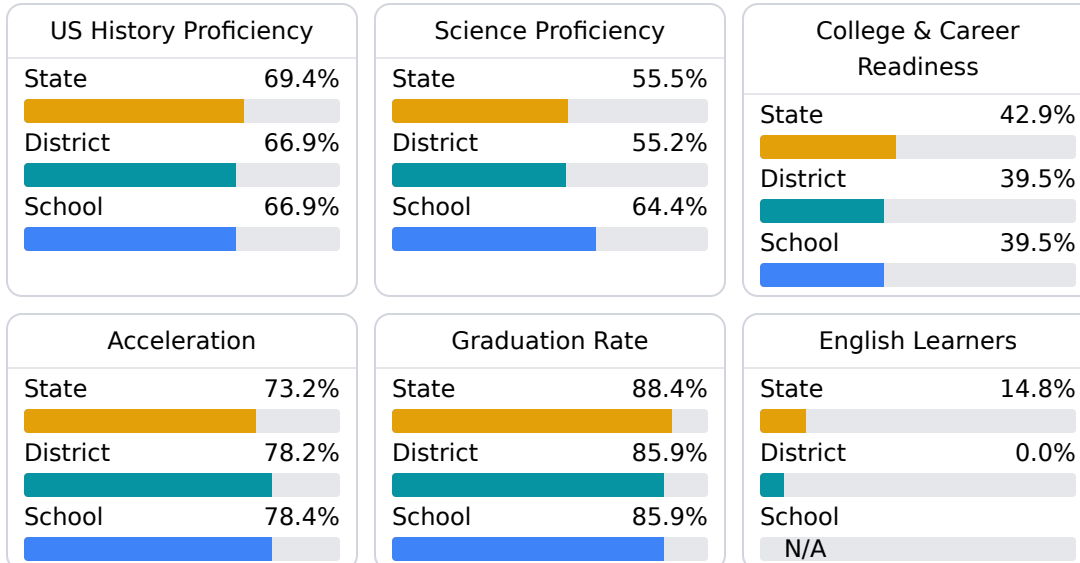 US History Proficiency
State 69.4%
District 66.9%
School 66.9%
Science Proficiency
State 55.5%
District 55.2%
School 64.4%
College & Career
Readiness
State 42.9%
District 39.5%
School 39.5%
Acceleration
State 73.2%
District 78.2%
School 78.4%
Graduation Rate
State 88.4%
District 85.9%
School 85.9%
English Learners
State 14.8%
District 0.0%
School
N/A